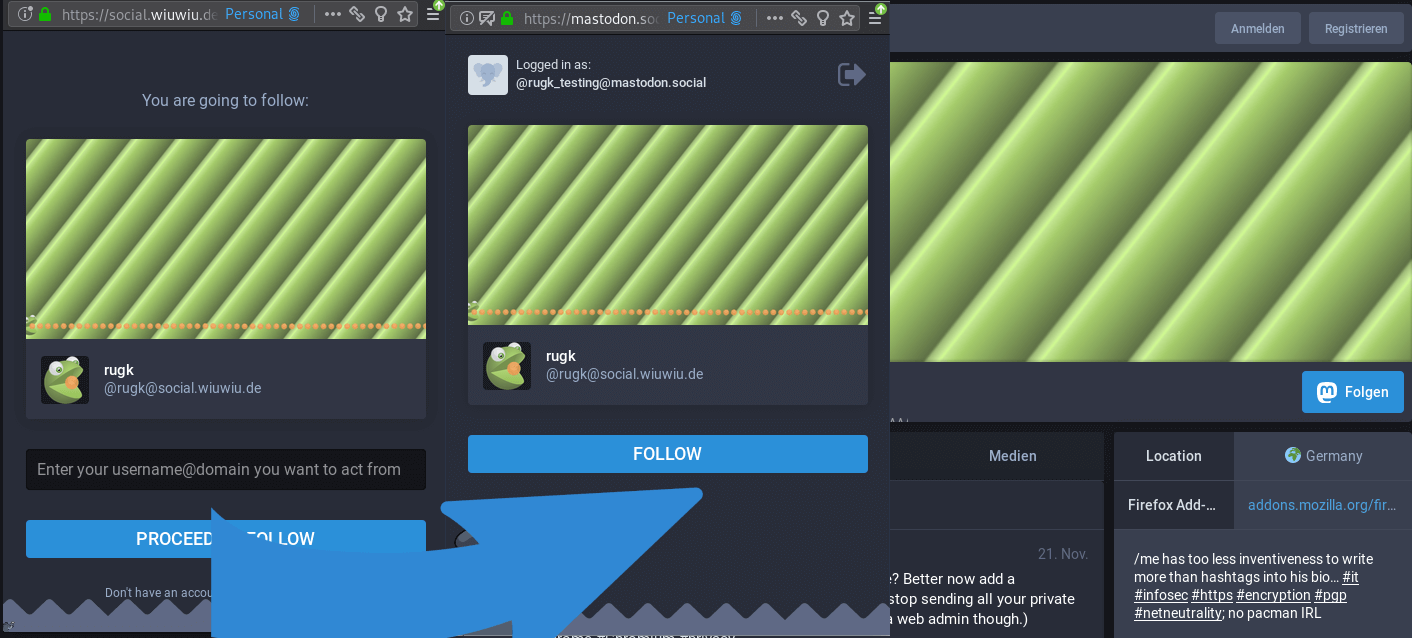 https://social.wiuwiu.de Personal
You are going to follow:
rugk
@rugk@social.wiuwiu.de
Enter your username@domain you want to act from
PROCEED FOLLOW
Don't have an accou
https://mastodon.soc Personal
Logged in as:
@rugk_testing@mastodon.social
rugk
@rugk@social.wiuwiu.de
FOLLOW
Anmelden Registrieren
Folgen
Medien
21. Nov.
e? Better now add a
stop sending all your private
a web admin though.)
Location Germany
Firefox Add-... addons.mozilla.org/fir...
/me has too less inventiveness to write
more than hashtags into his bio... #it
#infosec #https #encryption #pgp
#netneutrality; no pacman IRL